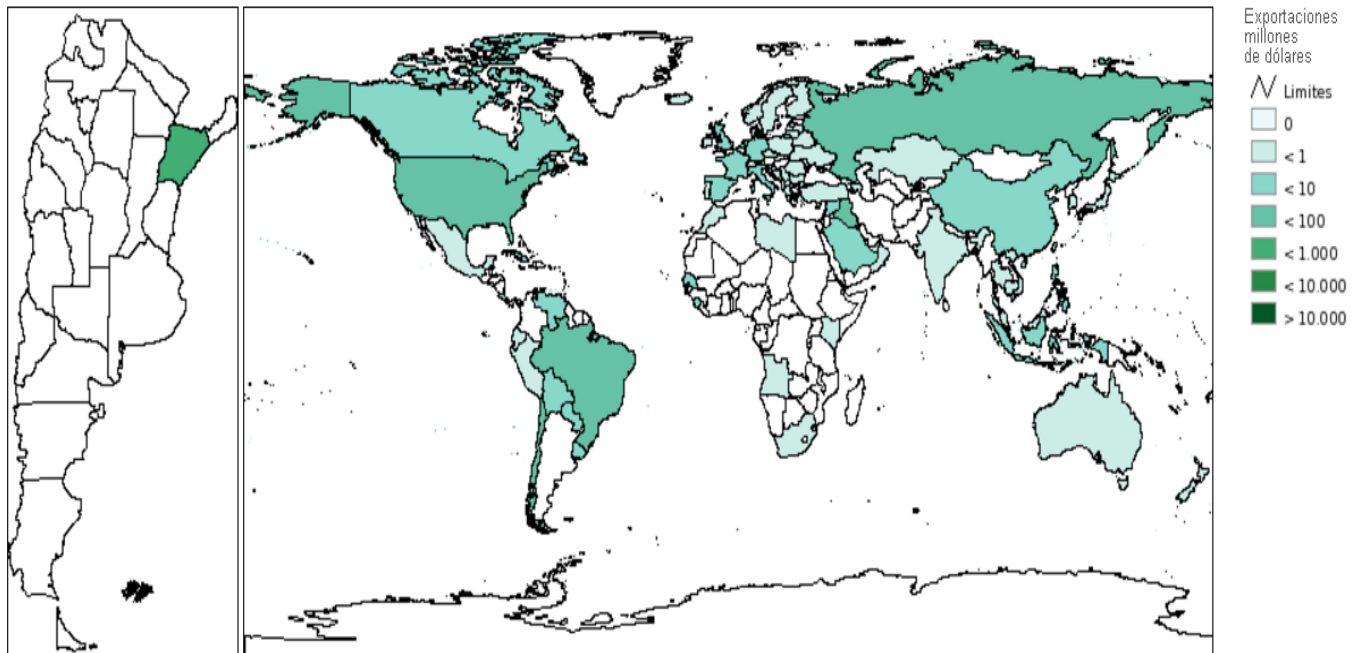 Exportaciones
millones
de dólares
Limites
0
< 1
< 10
< 100
< 1.000
< 10.000
> 10.000